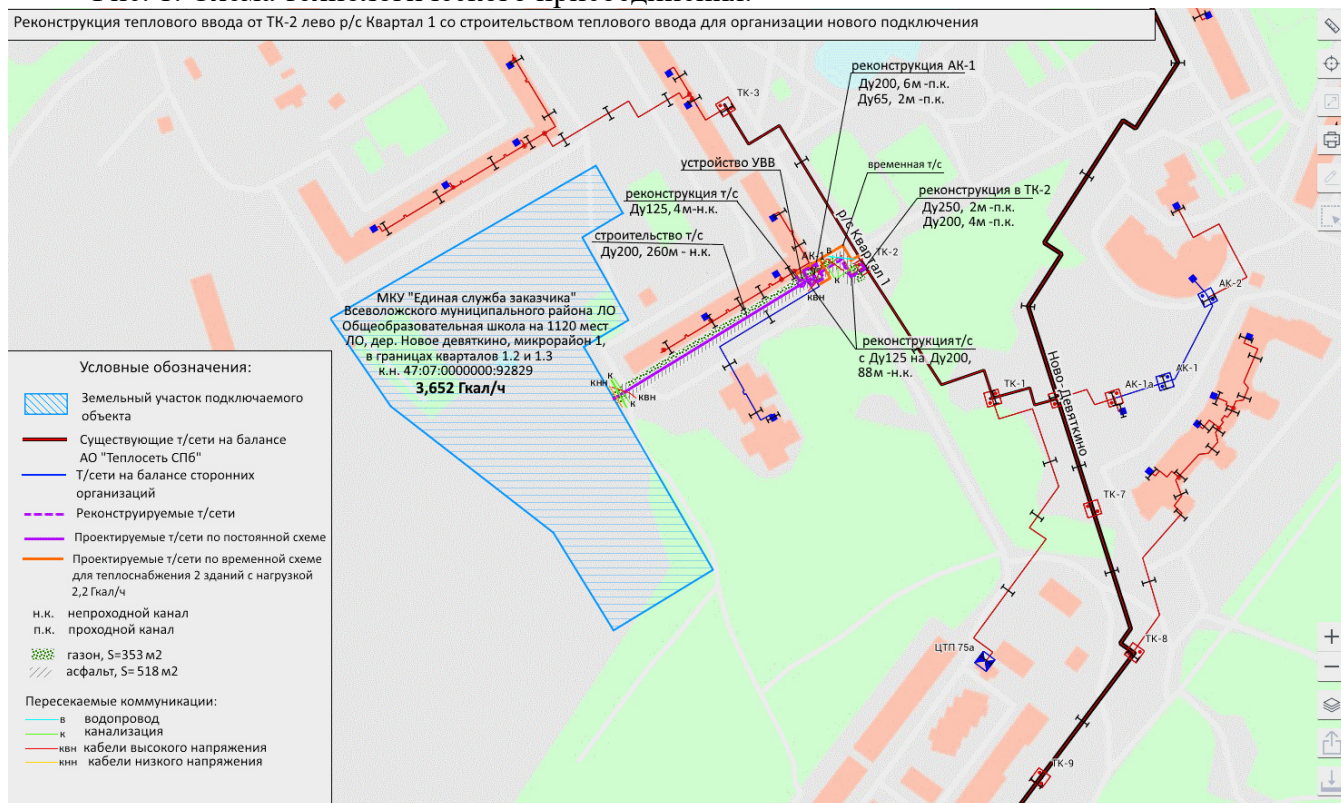 Реконструкция теплового ввода от ТК-2 лево р/с Квартал 1 со строительством теплового ввода для организации нового подключения
реконструкция АК-1
Ду200, 6м -п.к.
Ду65, 2м -п.к.
ТК-3
устройство УВВ
временная т/с
реконструкция т/с
Ду125, 4м-н.к.
реконструкция в ТК-2
Ду250, 2м -п.к.
Ду200, 4м -п.к.
строительство т/с
Ду200, 260м - н.к.
р/с Квартал 1
АК-1
в
к
ТК-2
квн
АК-2
МКУ "Единая служба заказчика"
Всеволожского муниципального района ЛО
Общеобразовательная школа на 1120 мест
ЛО, дер. Новое девяткино, микрорайон 1,
в границах кварталов 1.2 и 1.3
к.н. 47:07:0000000:92829
3,652 Гкал/ч
реконструкцият/с
с Ду125 на Ду200,
88м -н.к.
к
кнн
квн
к
ТК-1
Ново-Девяткино
АК-1а
АК-1
ТК-7
ТК-8
ЦТП 75а
ТК-9
Условные обозначения:
Земельный участок подключаемого
объекта
Существующие т/сети на балансе
АО "Теплосеть СПб"
Т/сети на балансе сторонних
организаций
Реконструируемые т/сети
Проектируемые т/сети по постоянной схеме
Проектируемые т/сети по временной схеме
для теплоснабжения 2 зданий с нагрузкой
2,2 Гкал/ч
н.к. непроходной канал
п.к. проходной канал
газон, S=353 м2
асфальт, S= 518 м2
Пересекаемые коммуникации:
в водопровод
к канализация
квн кабели высокого напряжения
кнн кабели низкого напряжения